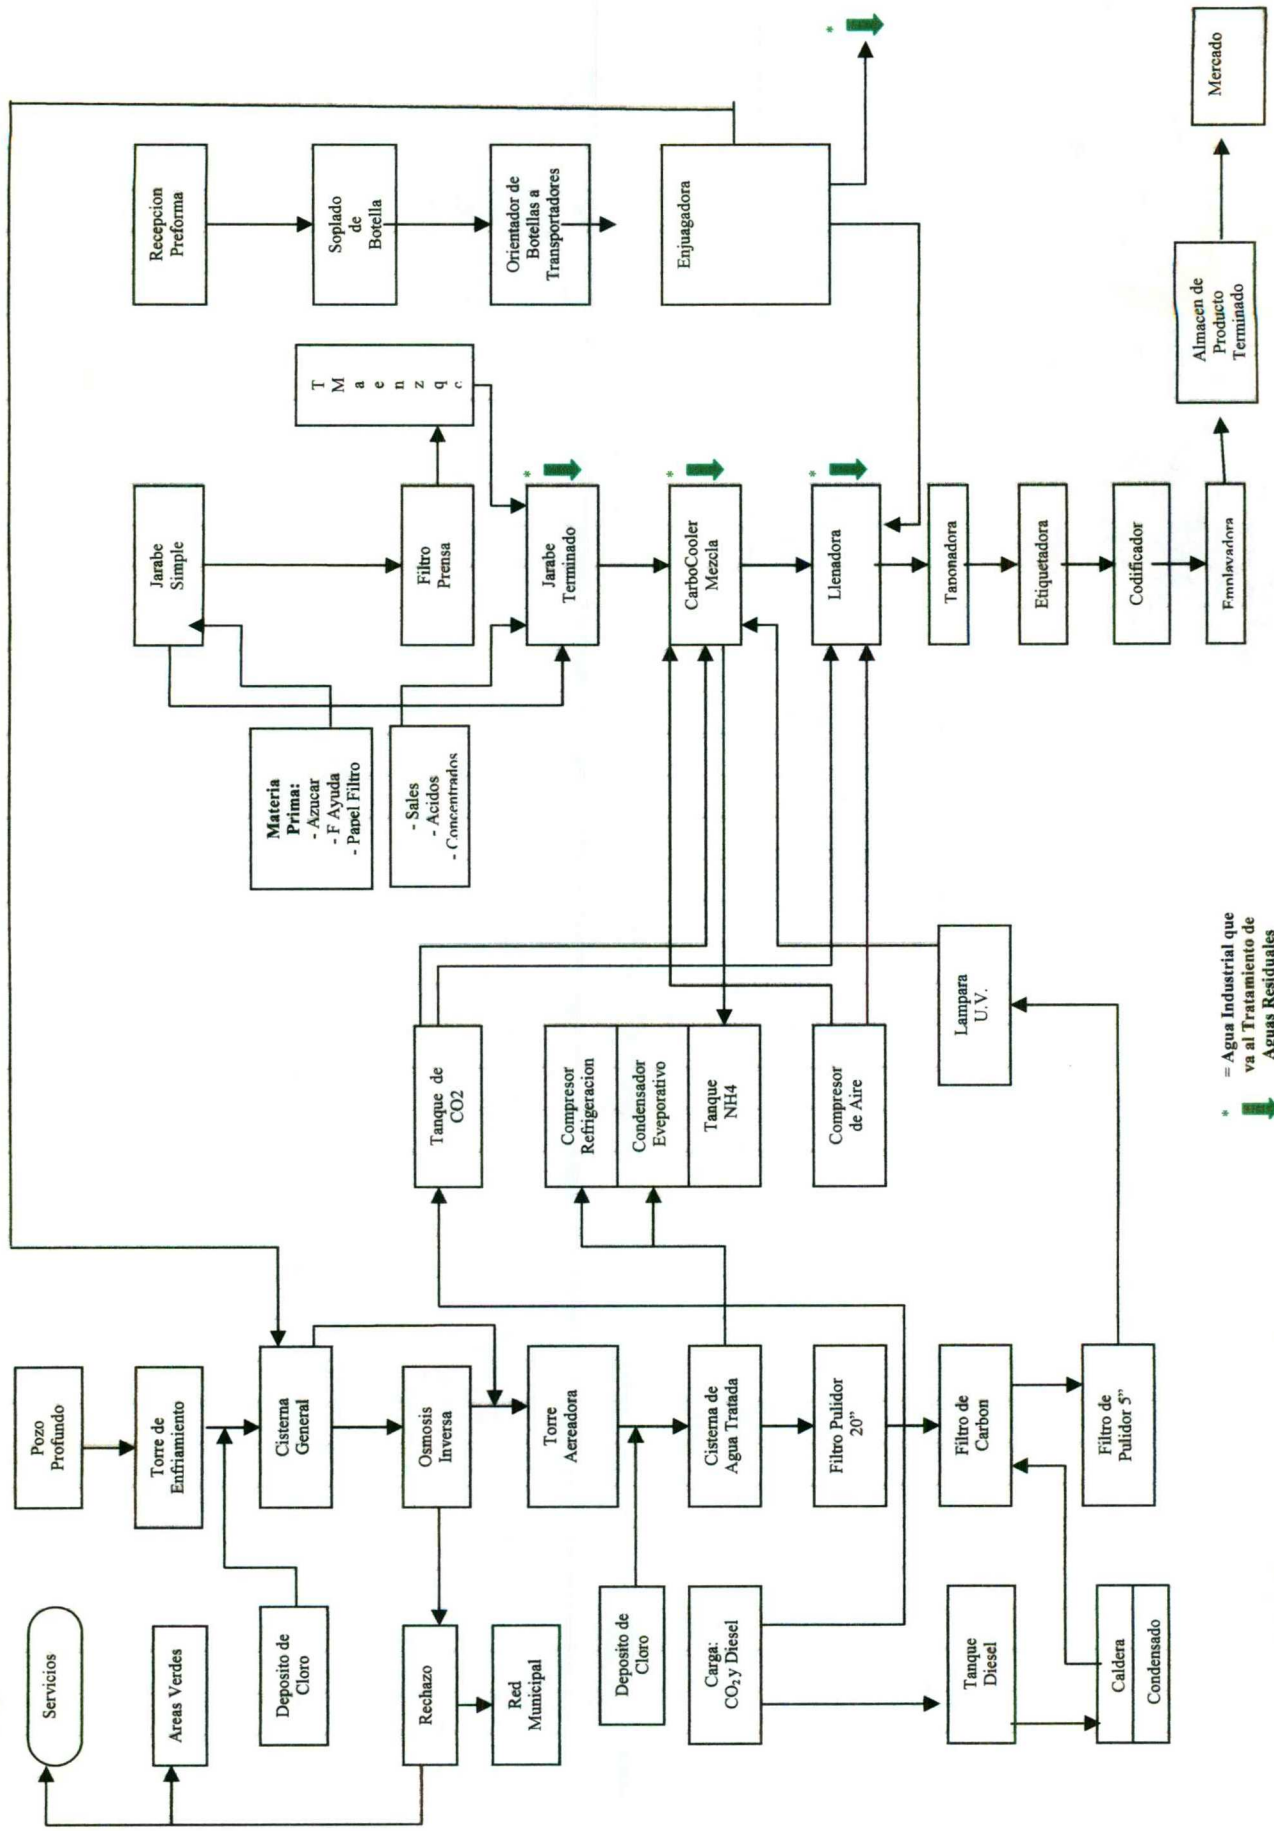 Servicios
Areas Verdes
Deposito de
Cloro
Rechazo
Red
Municipal
Deposito de
Cloro
Carga:
CO₂ y Diesel
Tanque
Diesel
Caldera
Condensado
Pozo
Profundo
Torre de
Enfriamiento
Cisterna
General
Osmosis
Inversa
Torre
Aereadora
Cisterna de
Agua Tratada
Filtro Pulidor
20”
Filtro de
Carbon
Filtro de
Pulidor 5”
Tanque de
CO2
Compresor
Refrigeracion
Condensador
Eveporativo
Tanque
NH4
Compresor
de Aire
Lampara
U.V.
* = Agua Industrial que
va al Tratamiento de
Aguas Residuales
Materia
Prima:
- Azucar
- F Ayuda
- Papel Filtro
- Sales
- Acidos
- Concentrados
Jarabe
Simple
Filtro
Prensa
T
M
a
e
n
z
q
Jarabe
Terminado
*
CarboCooler
Mezcla
*
Llenadora
*
Taponadora
Etiquetadora
Codificador
Emplayadora
Recepcion
Preforma
Soplado
de
Botella
Orientador de
Botellas a
Transportadores
Enjuagadora
*
Almacen de
Producto
Terminado
Mercado